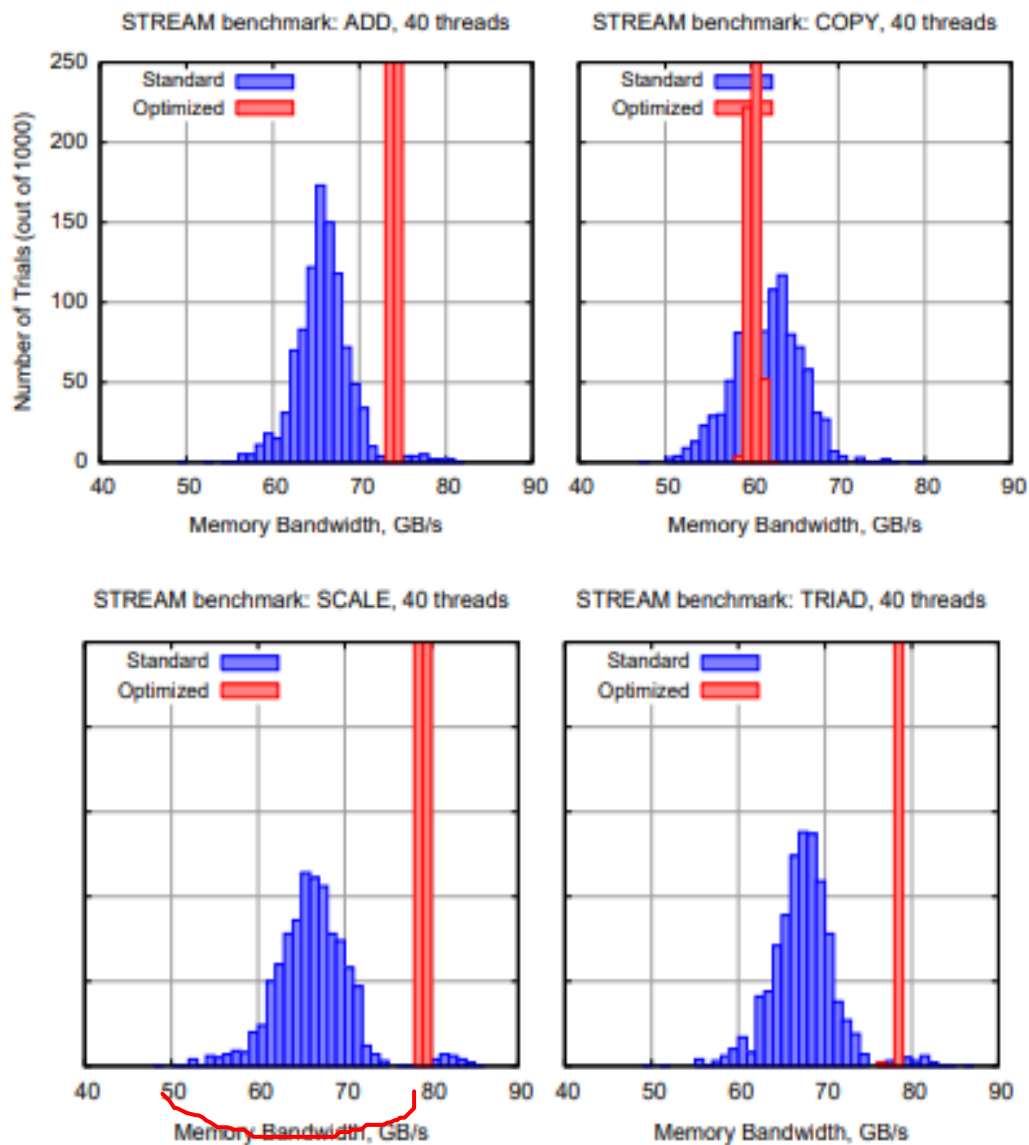 STREAM benchmark: ADD, 40 threads
STREAM benchmark: COPY, 40 threads
Number of Trials (out of 1000)
250
200
150
100
50
0
Standard
Optimized
40 50 60 70 80 90
Memory Bandwidth, GB/s
Standard
Optimized
40 50 60 70 80 90
Memory Bandwidth, GB/s
STREAM benchmark: SCALE, 40 threads
STREAM benchmark: TRIAD, 40 threads
Standard
Optimized
40 50 60 70 80 90
Memory Bandwidth, GB/s
Standard
Optimized
40 50 60 70 80 90
Memory Bandwidth, GB/s